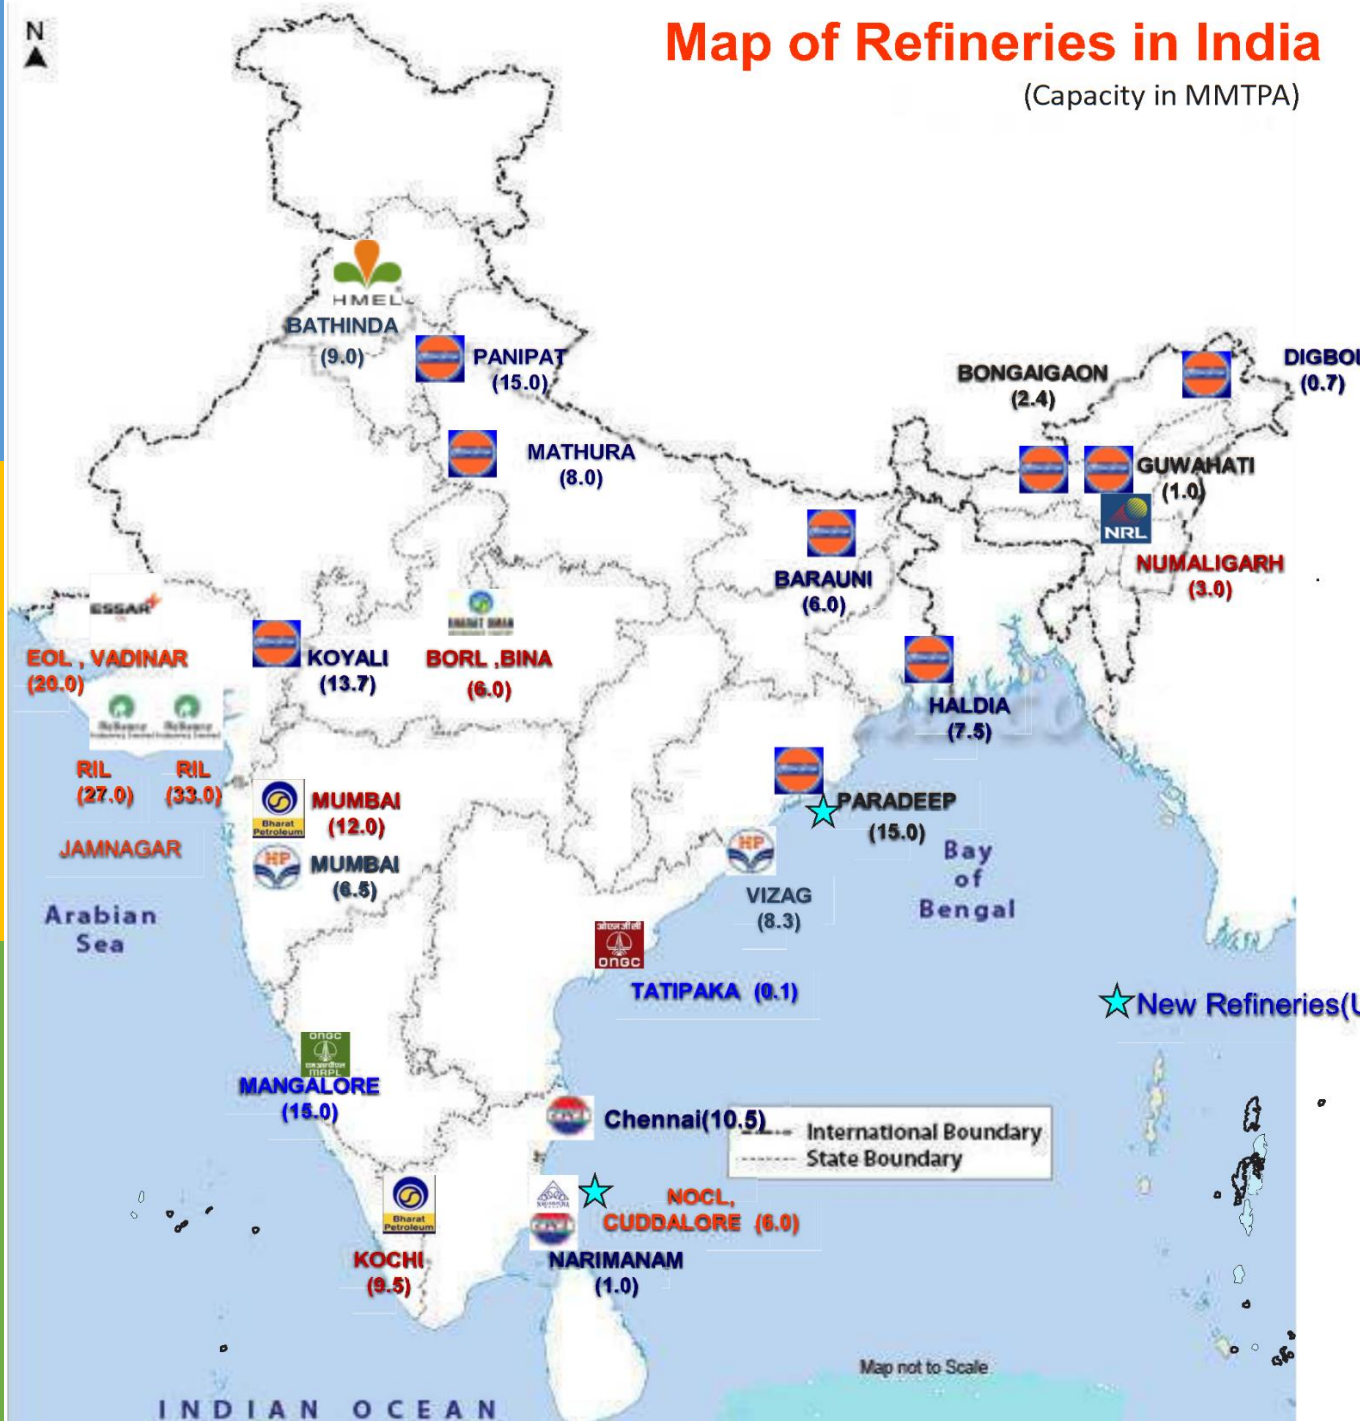 N
Map of Refineries in India
(Capacity in MMTPA)
HMEL
BATHINDA
(9.0)
PANIPAT
(15.0)
BONGAIGAON
(2.4)
DIGBOI
(0.7)
MATHURA
(8.0)
GUWAHATI
(1.0)
NRL
NUMALIGARH
(3.0)
BARAUNI
(6.0)
ESSAR
EOL , VADINAR
(20.0)
KOYALI
(13.7)
BORL ,BINA
(6.0)
HALDIA
(7.5)
Reliance
Reliance
RIL
(27.0)
RIL
(33.0)
JAMNAGAR
Bharat
Petroleum
MUMBAI
(12.0)
HP
MUMBAI
(6.5)
PARADEEP
(15.0)
HP
VIZAG
(8.3)
Bay
of
Bengal
Arabian
Sea
ओएनजीसी
ONGC
TATIPAKA (0.1)
New Refineries(U
ONGC
MRPL
MANGALORE
(15.0)
Chennai(10.5)
International Boundary
State Boundary
Bharat
Petroleum
KOCHI
(9.5)
NOCL,
CUDDALORE (6.0)
NARIMANAM
(1.0)
Map not to Scale
INDIAN OCEAN